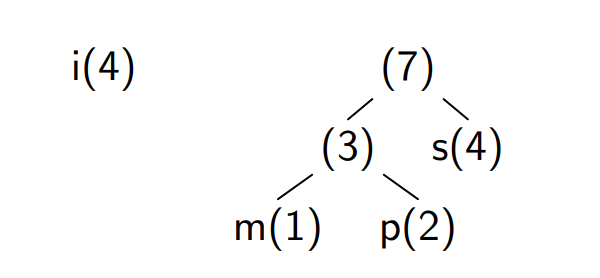 i(4) (7)
(3) s(4)
m(1) p(2)